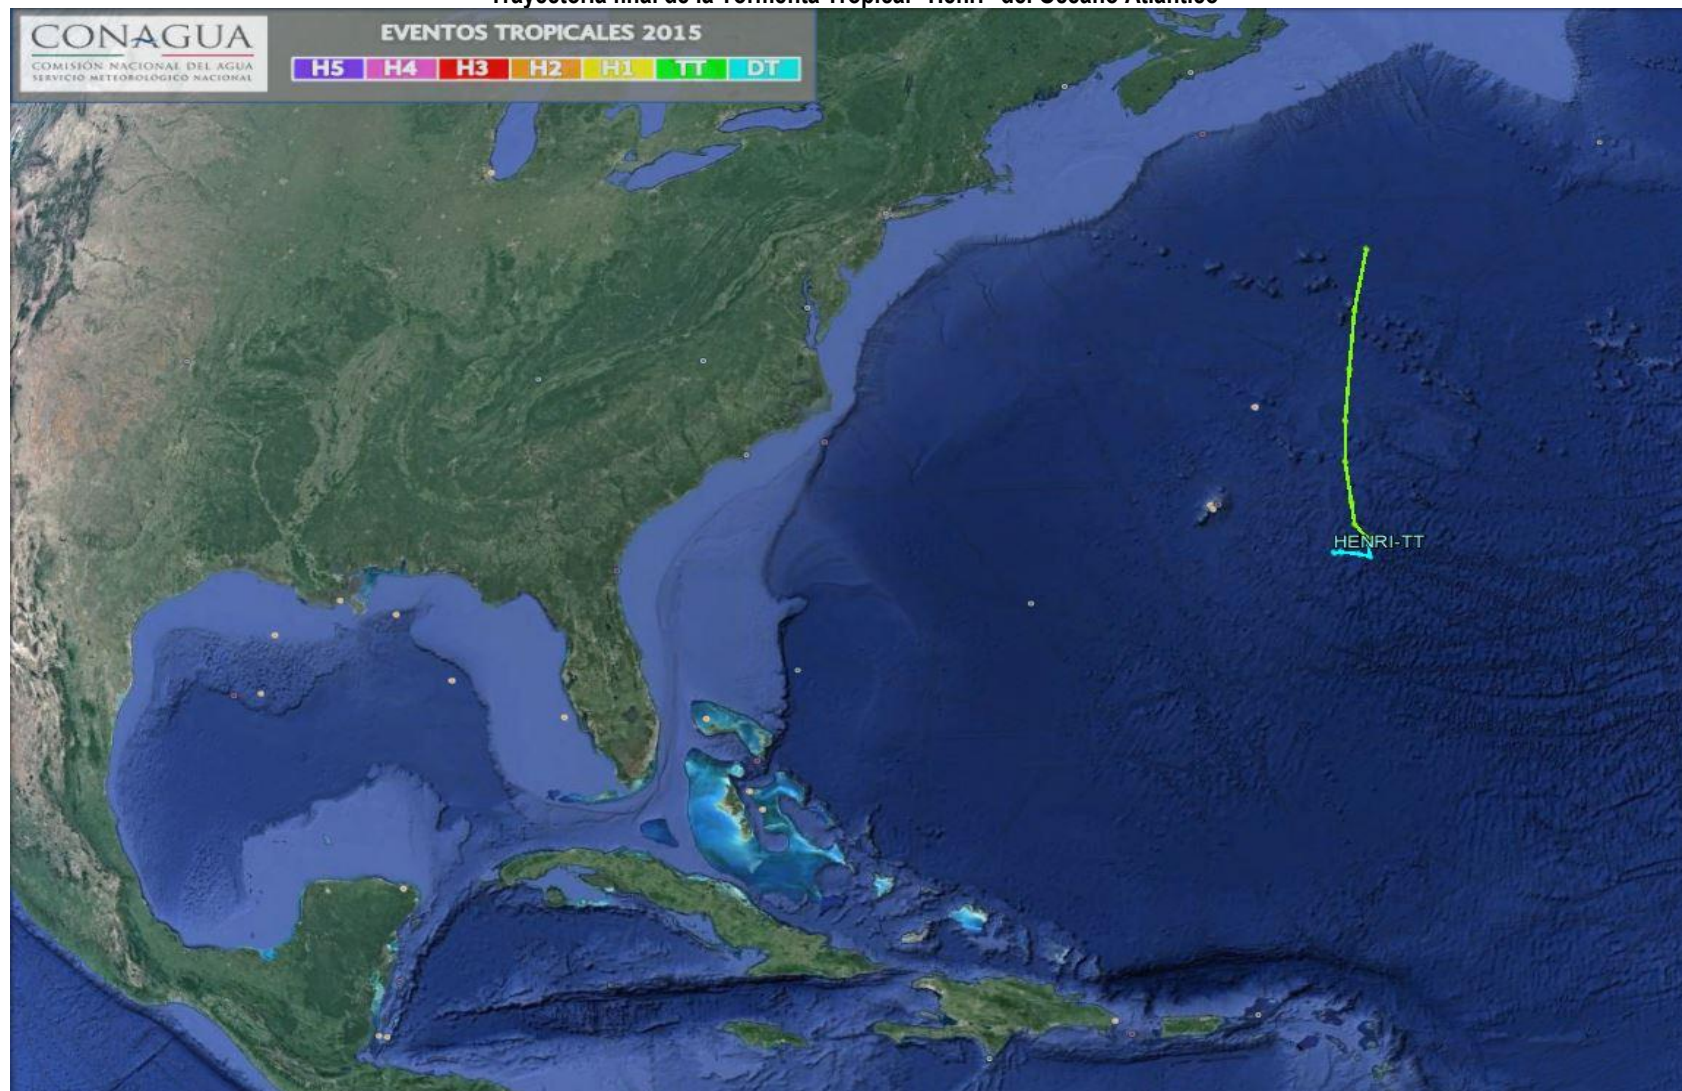 Trayectoria final de la Tormenta Tropical "Henri" del Océano Atlántico
CONAGUA
COMISIÓN NACIONAL DEL AGUA
SERVICIO METEOROLÓGICO NACIONAL
EVENTOS TROPICALES 2015
H5 H4 H3 H2 H1 TT DT
HENRI-TT